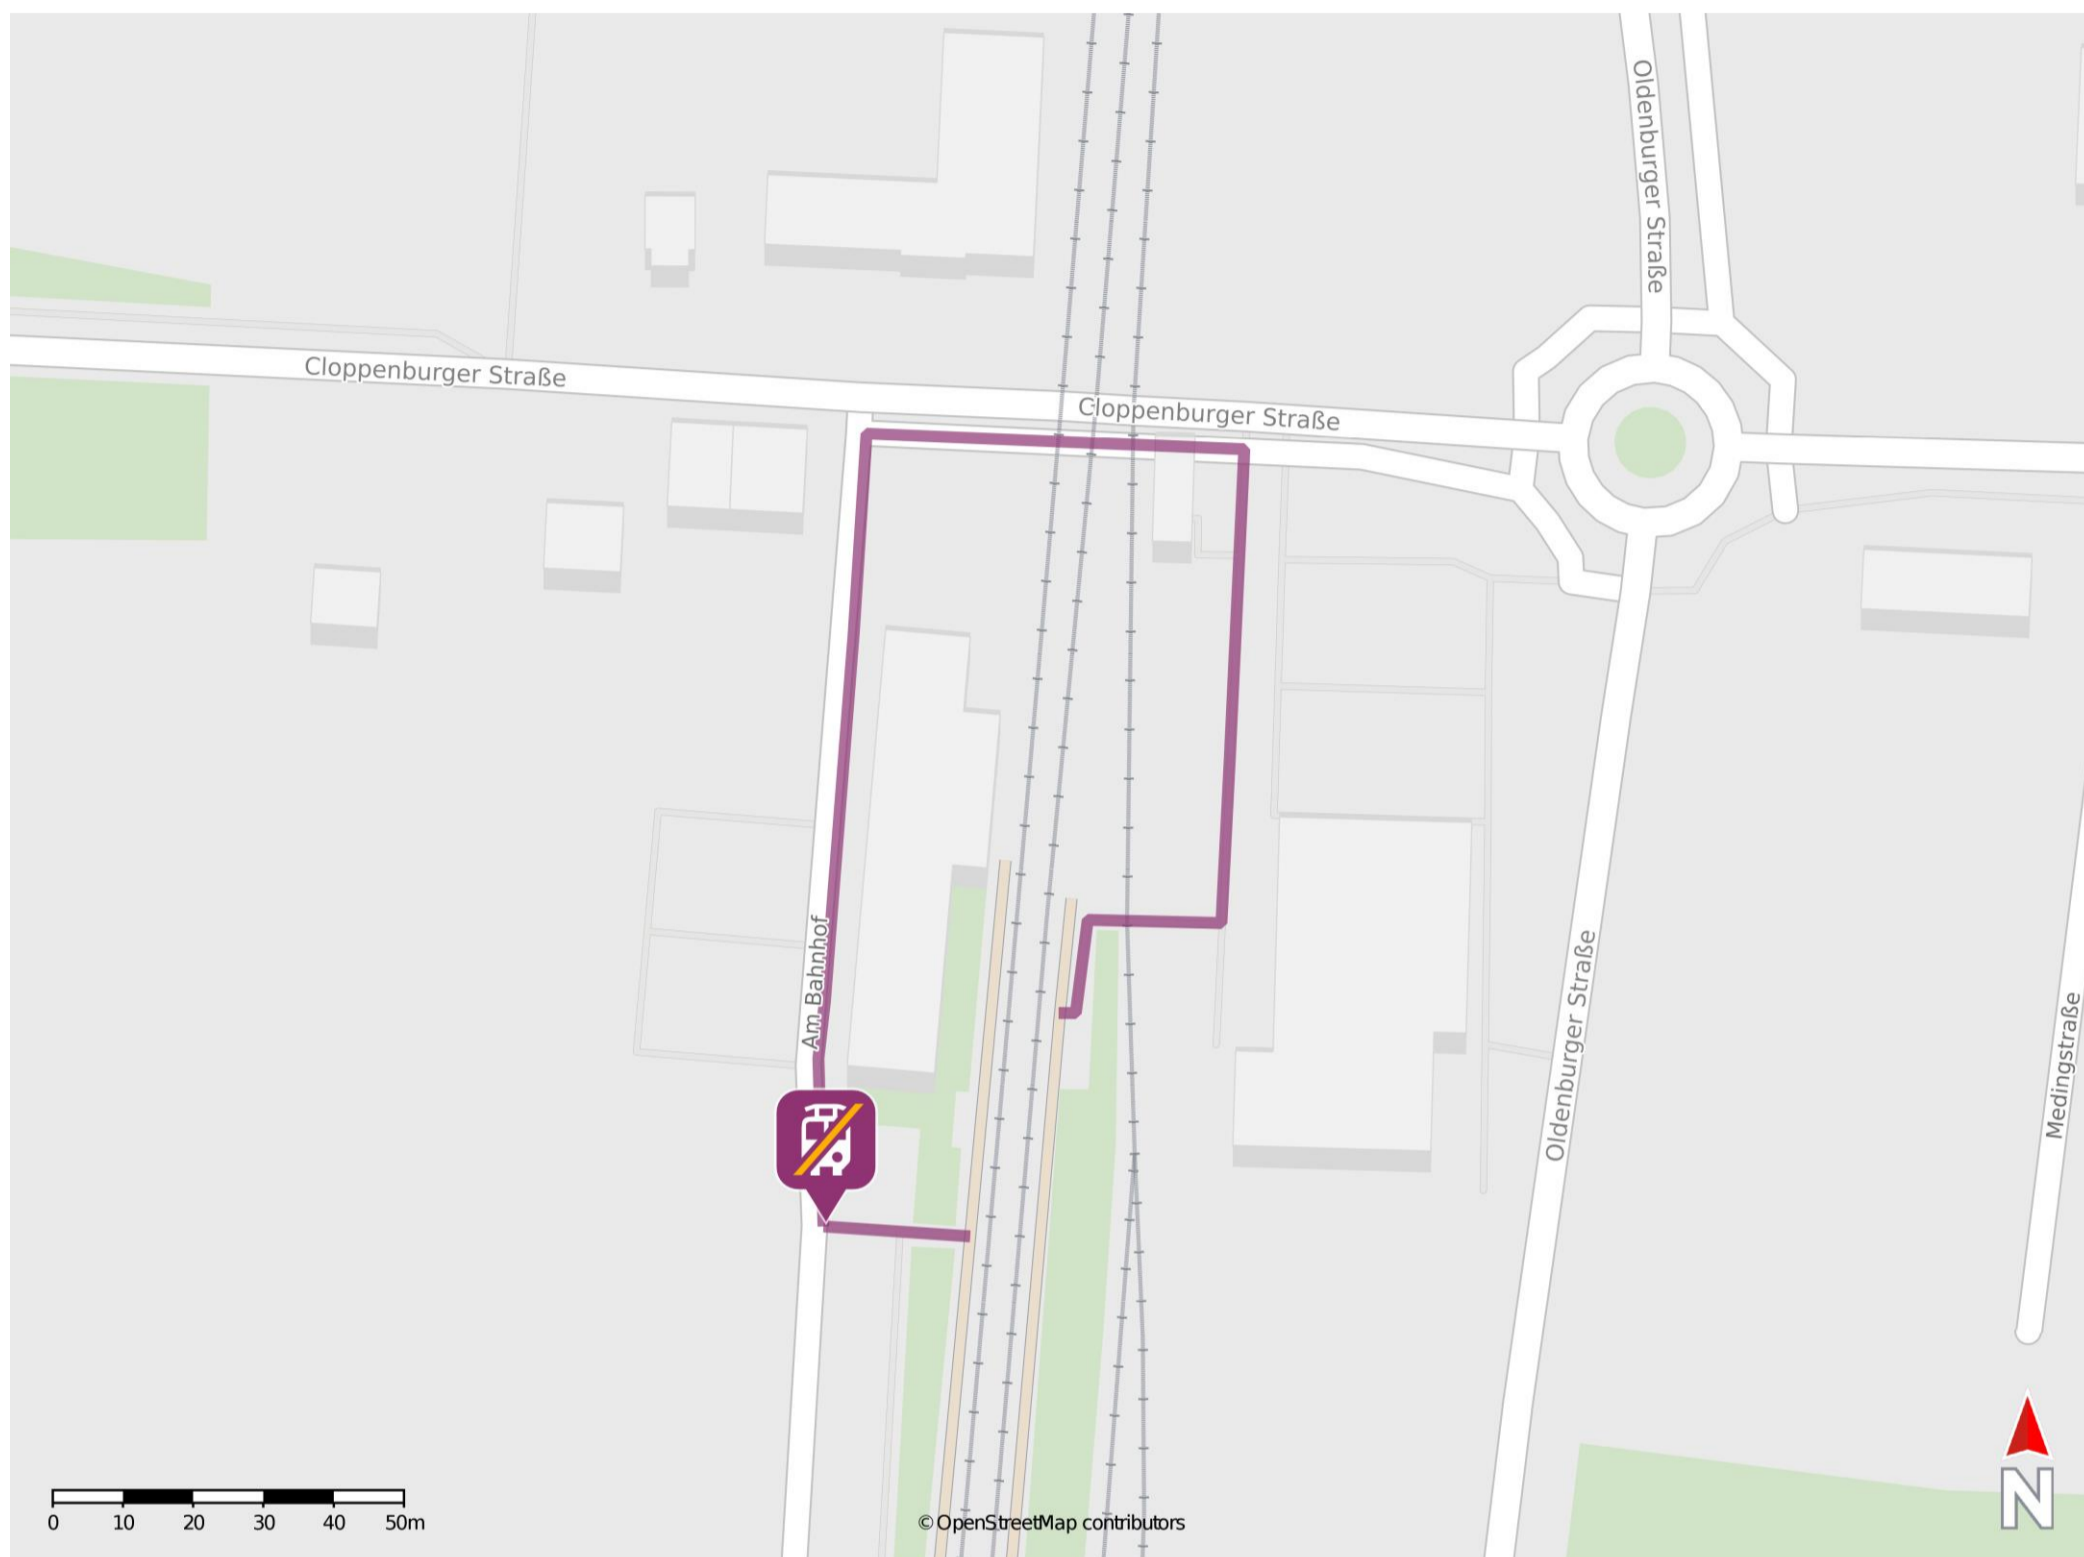 Oldenburger Straße
Cloppenburger Straße
Cloppenburger Straße
Am Bahnhof
Oldenburger Straße
Medingstraße
0 10 20 30 40 50m
© OpenStreetMap contributors
N